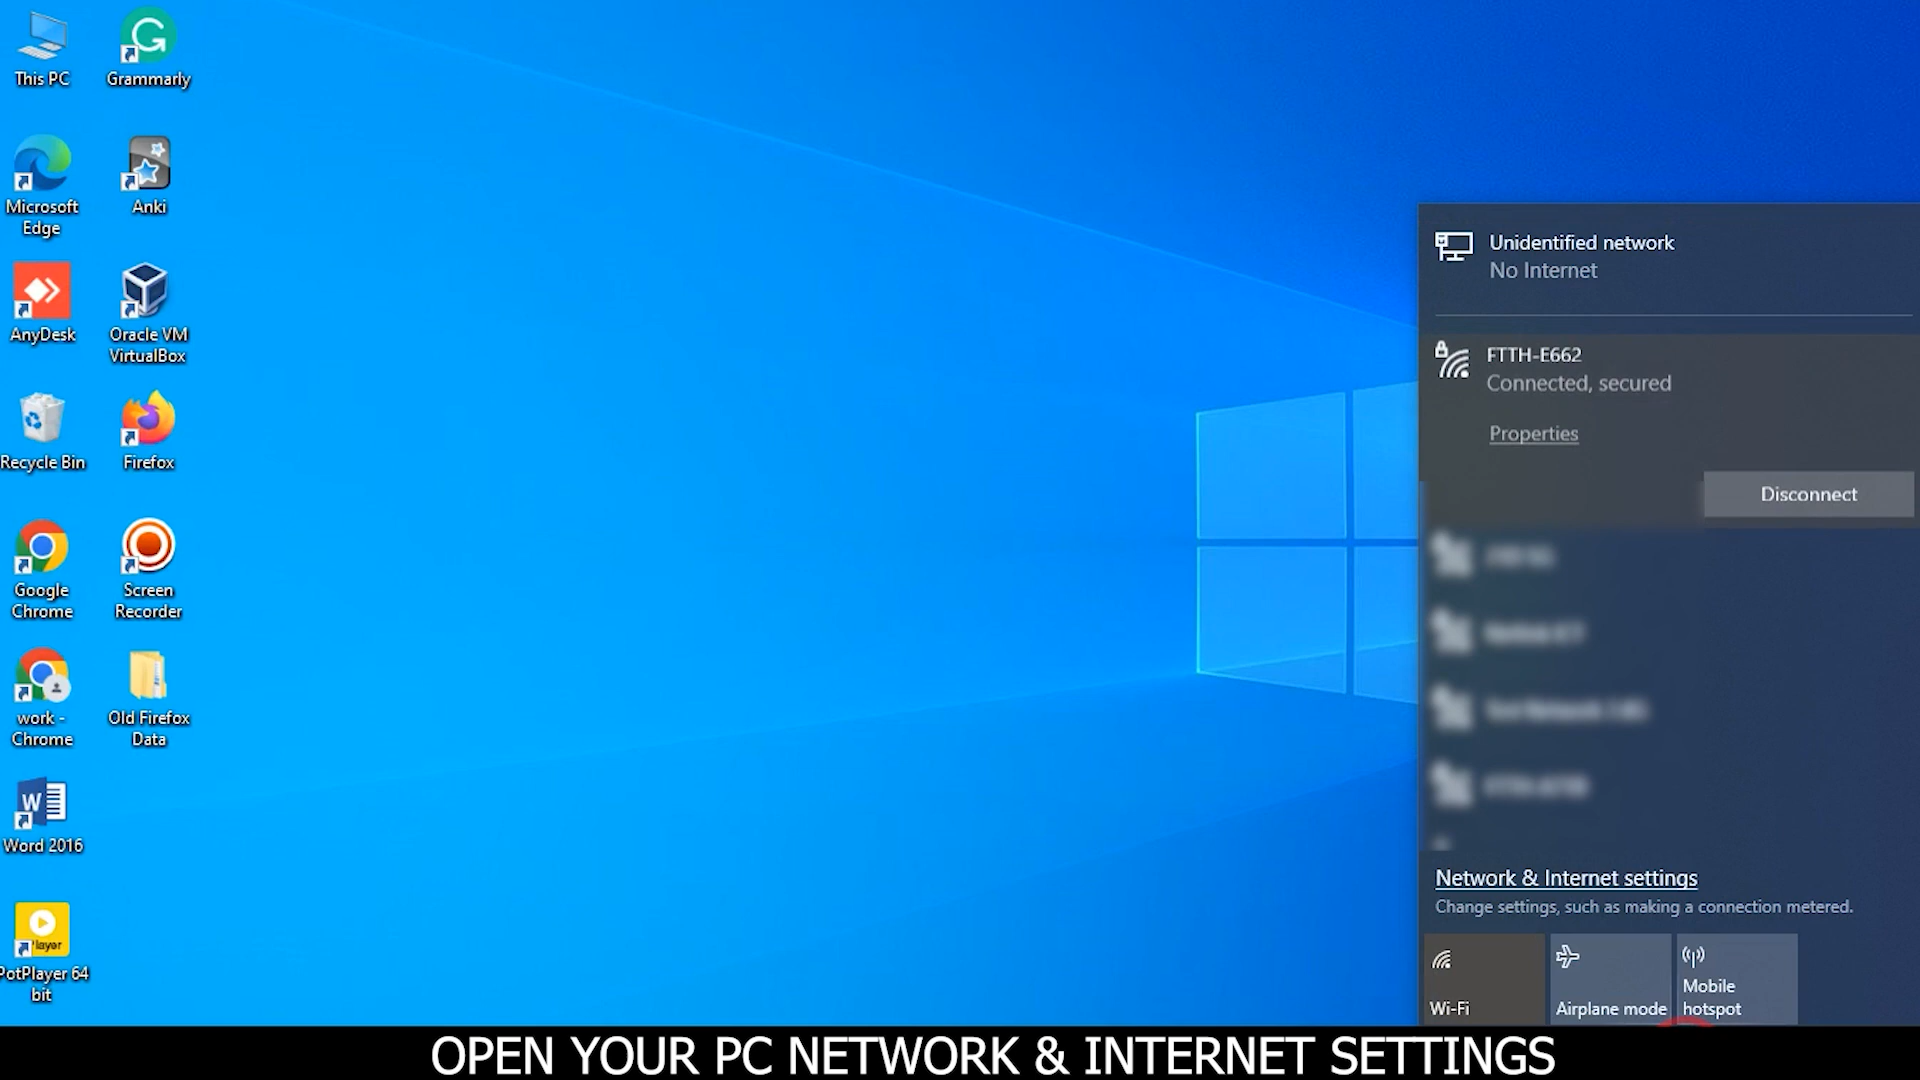 This PC
Grammarly
Microsoft
Edge
Anki
AnyDesk
Oracle VM
VirtualBox
Recycle Bin
Firefox
Google
Chrome
Screen
Recorder
work -
Chrome
Old Firefox
Data
W
Word 2016
Player
PotPlayer 64
bit
Unidentified network
No Internet
FTTH-E662
Connected, secured
Properties
Disconnect
Network & Internet settings
Change settings, such as making a connection metered.
Wi-Fi
Airplane mode
Mobile
hotspot
OPEN YOUR PC NETWORK & INTERNET SETTINGS